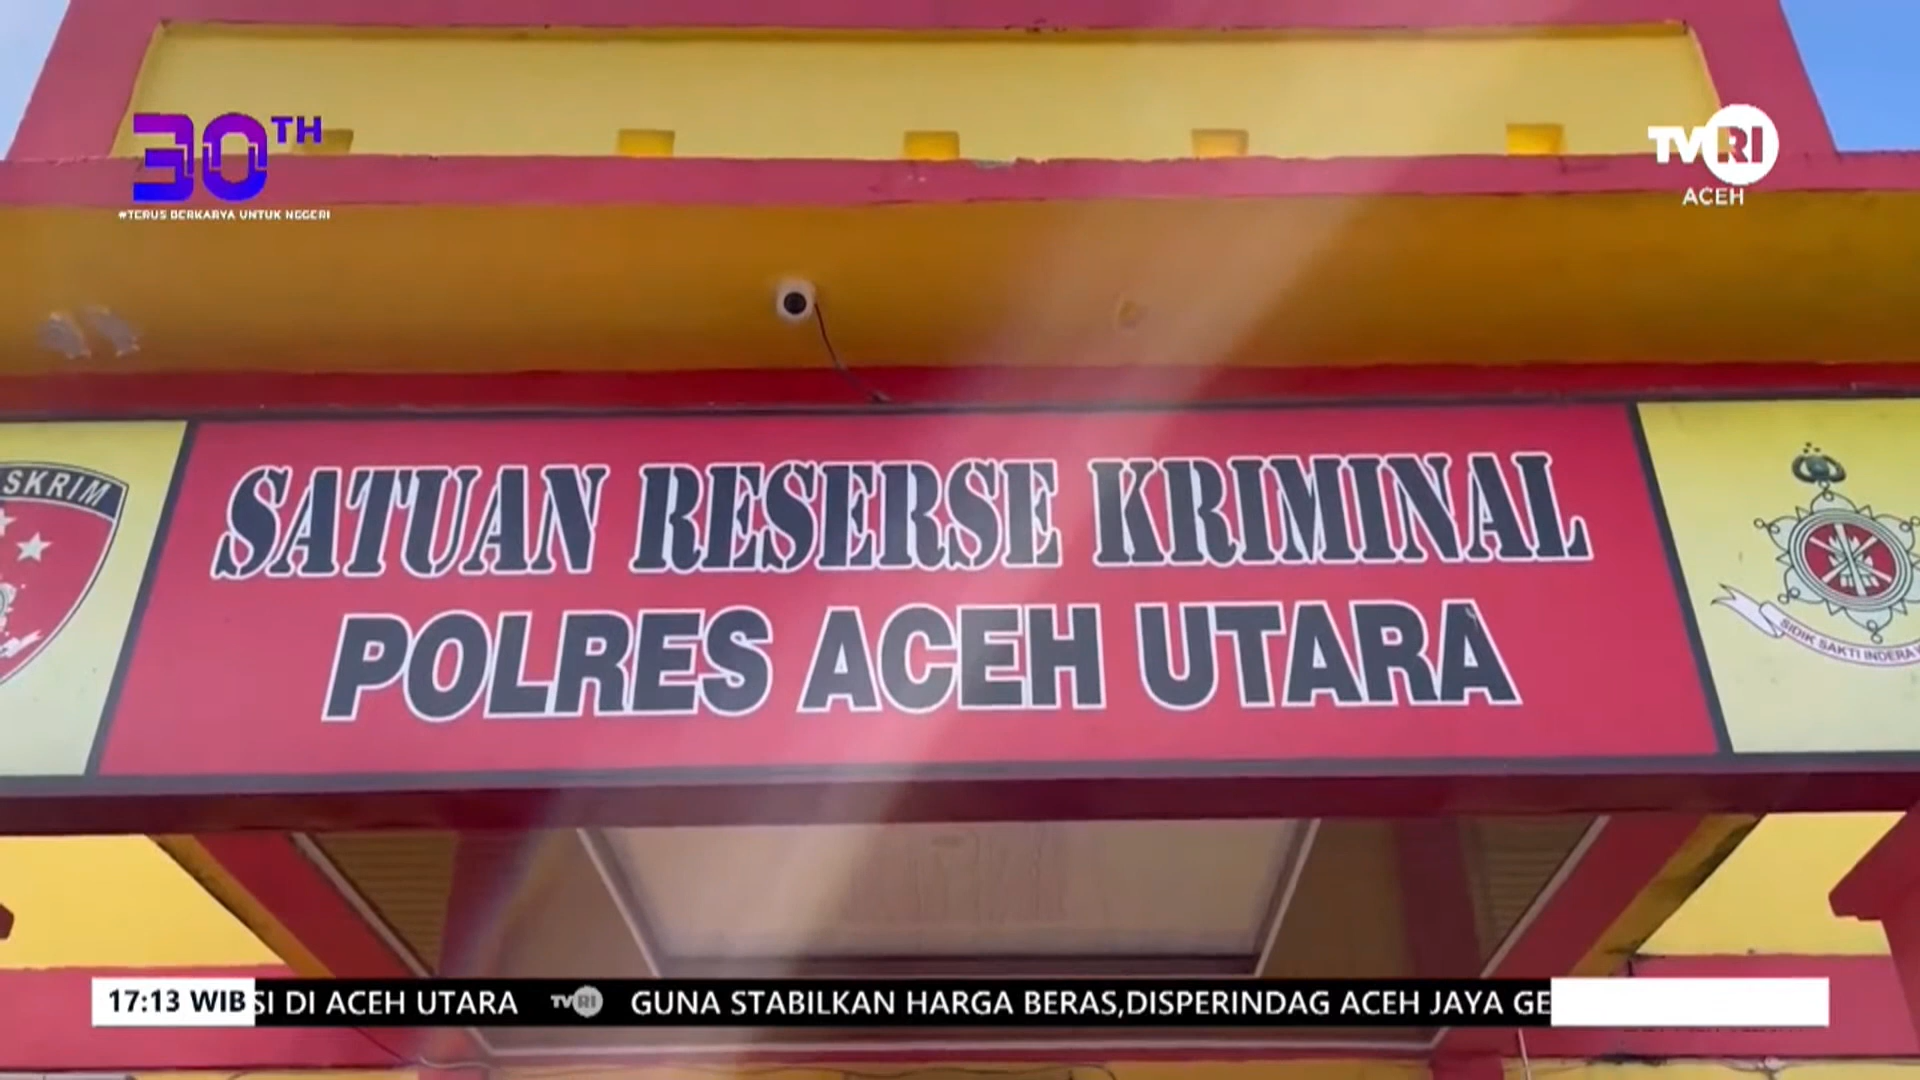 30TH
#TERUS BERKARYA UNTUK NEGERI
TVRI
ACEH
SKRIM
SATUAN RESERSE KRIMINAL
POLRES ACEH UTARA
SIDIK SAKTI INDERA
17:13 WIB
SI DI ACEH UTARA TVRI GUNA STABILKAN HARGA BERAS,DISPERINDAG ACEH JAYA GE